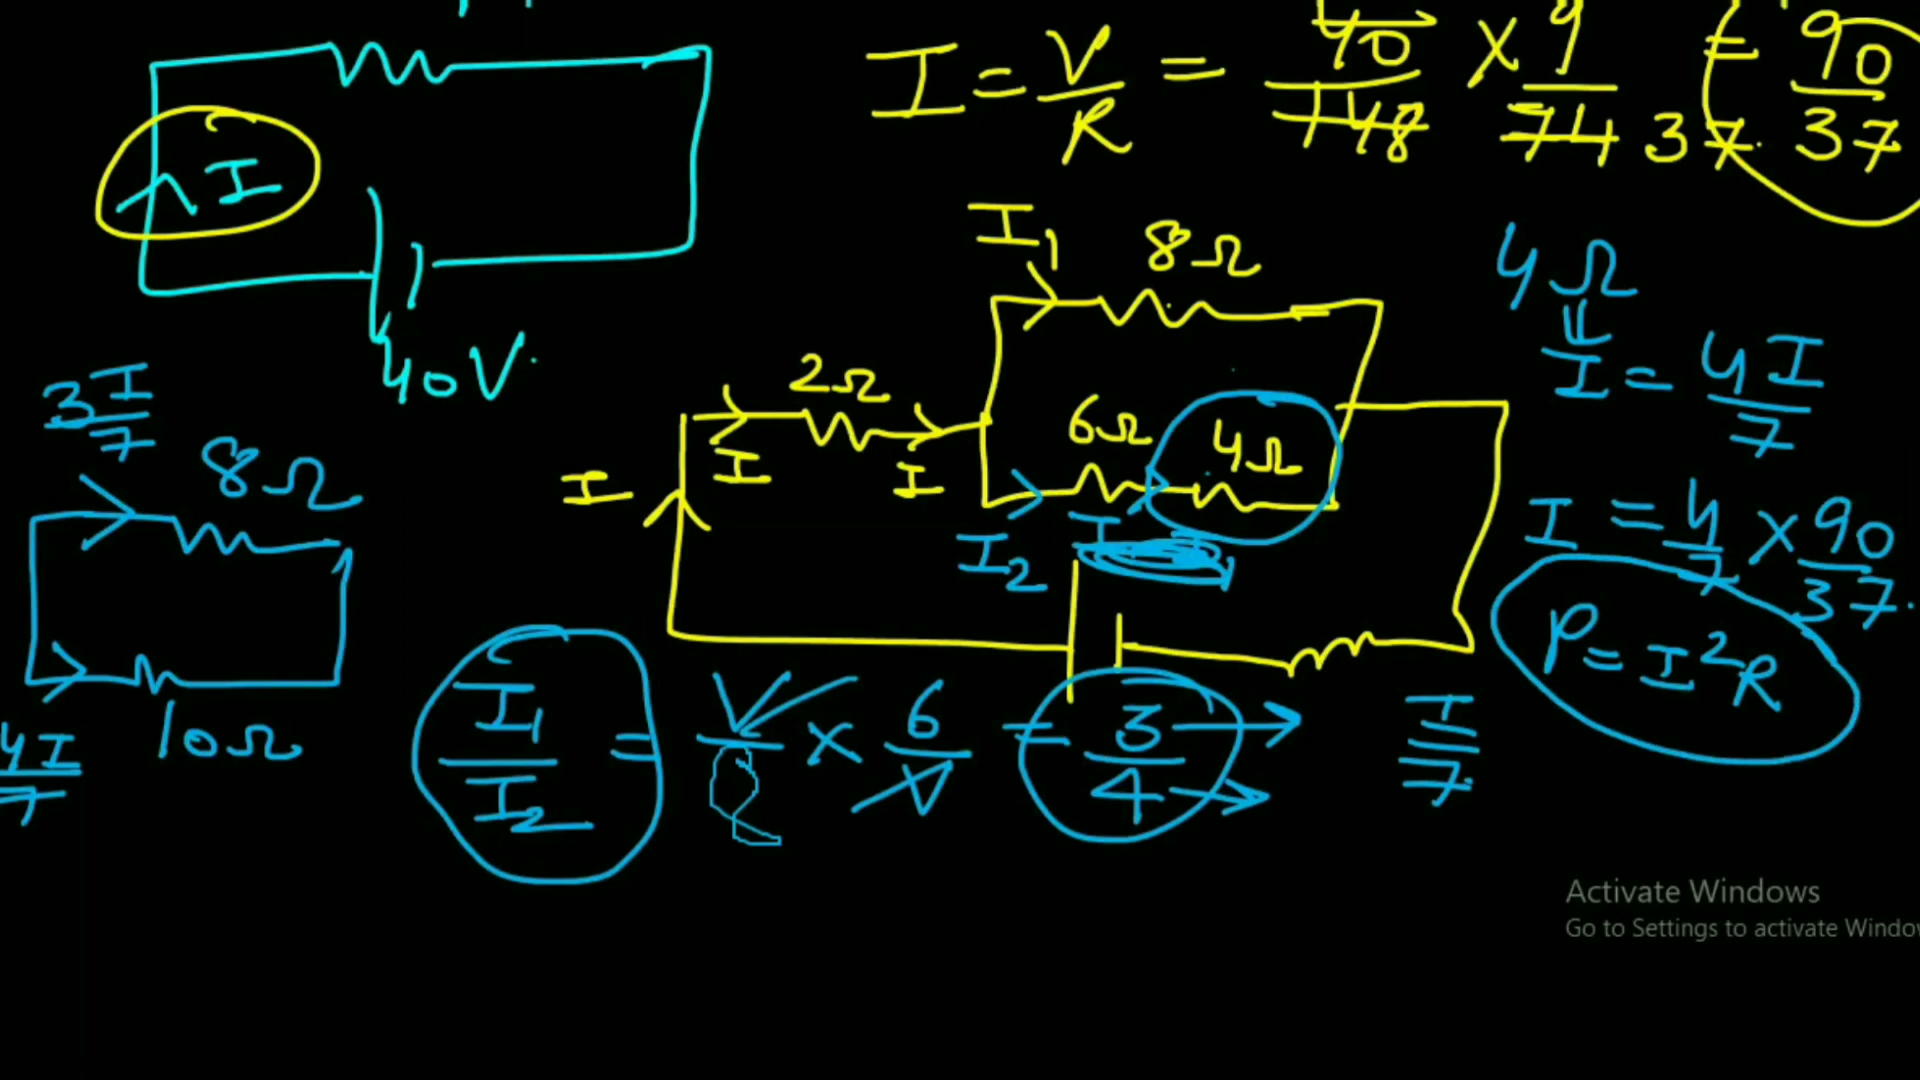 I = V/R = 40/148 × 9/74 37 = 90/37
I
40V
I1
8Ω
4Ω
I = 4I/7
2Ω
6Ω
4Ω
I
I
I
I2
I
3I/7
8Ω
10Ω
4I/7
I = 4/7 × 90/37
P = I²R
I1/I2 = V/8 × 6/V = 3/4
I/7
Activate Windows
Go to Settings to activate